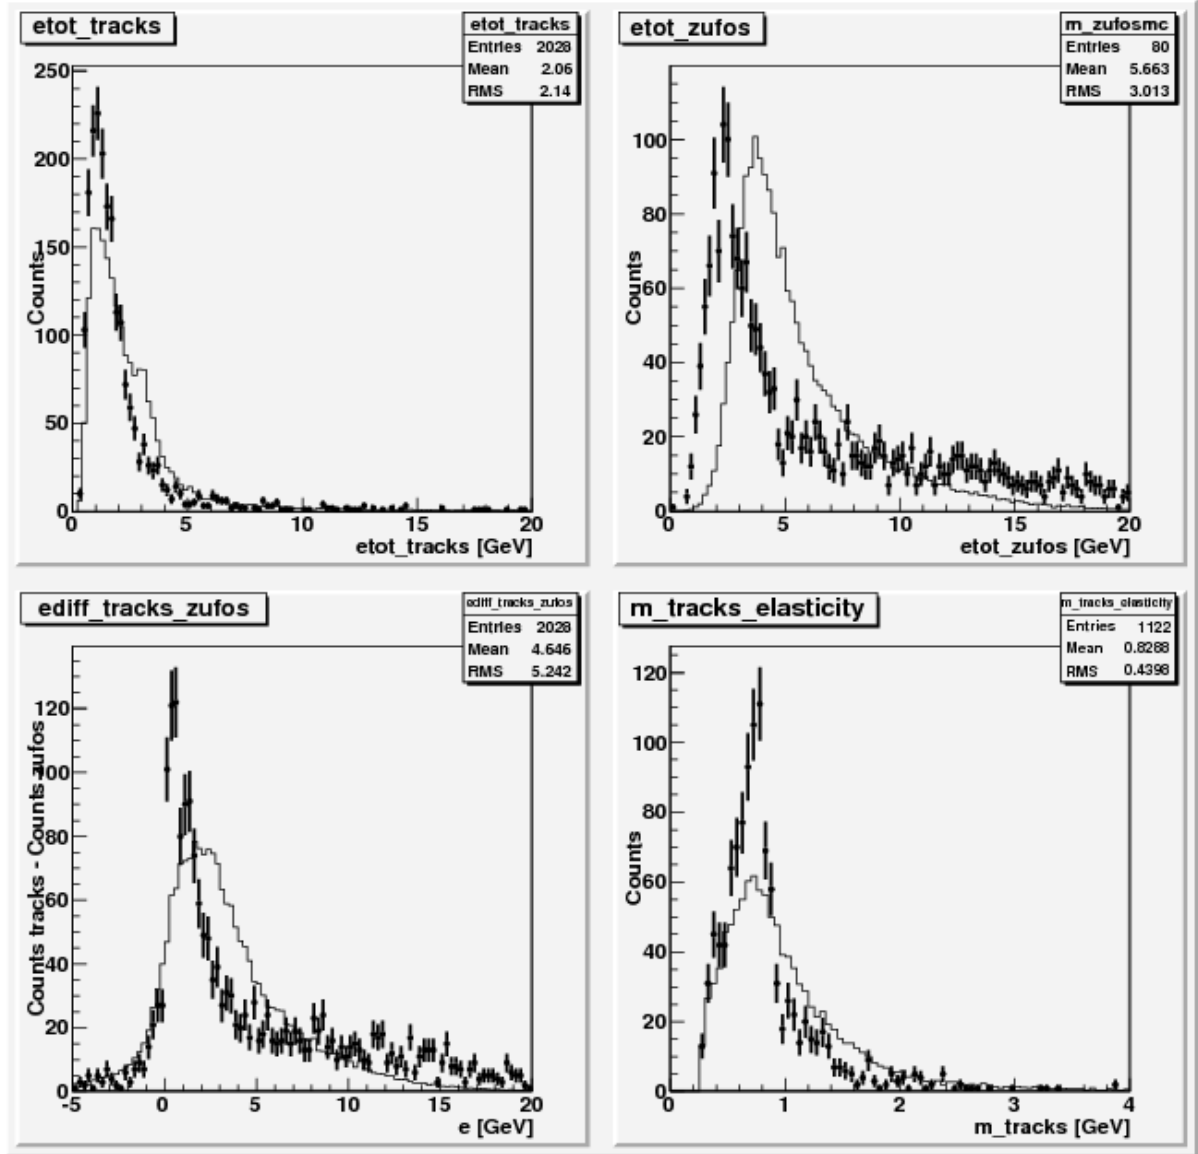 etot_tracks
etot_tracks
Entries 2028
Mean 2.06
RMS 2.14
250
200
150
100
50
0
Counts
0 5 10 15 20
etot_tracks [GeV]
etot_zufos
m_zufosmc
Entries 80
Mean 5.663
RMS 3.013
100
80
60
40
20
0
Counts
0 5 10 15 20
etot_zufos [GeV]
ediff_tracks_zufos
ediff_tracks_zufos
Entries 2028
Mean 4.646
RMS 5.242
120
100
80
60
40
20
0
Counts tracks - Counts zufos
-5 0 5 10 15 20
e [GeV]
m_tracks_elasticity
m_tracks_elasticity
Entries 1122
Mean 0.8288
RMS 0.4398
120
100
80
60
40
20
0
Counts
0 1 2 3 4
m_tracks [GeV]